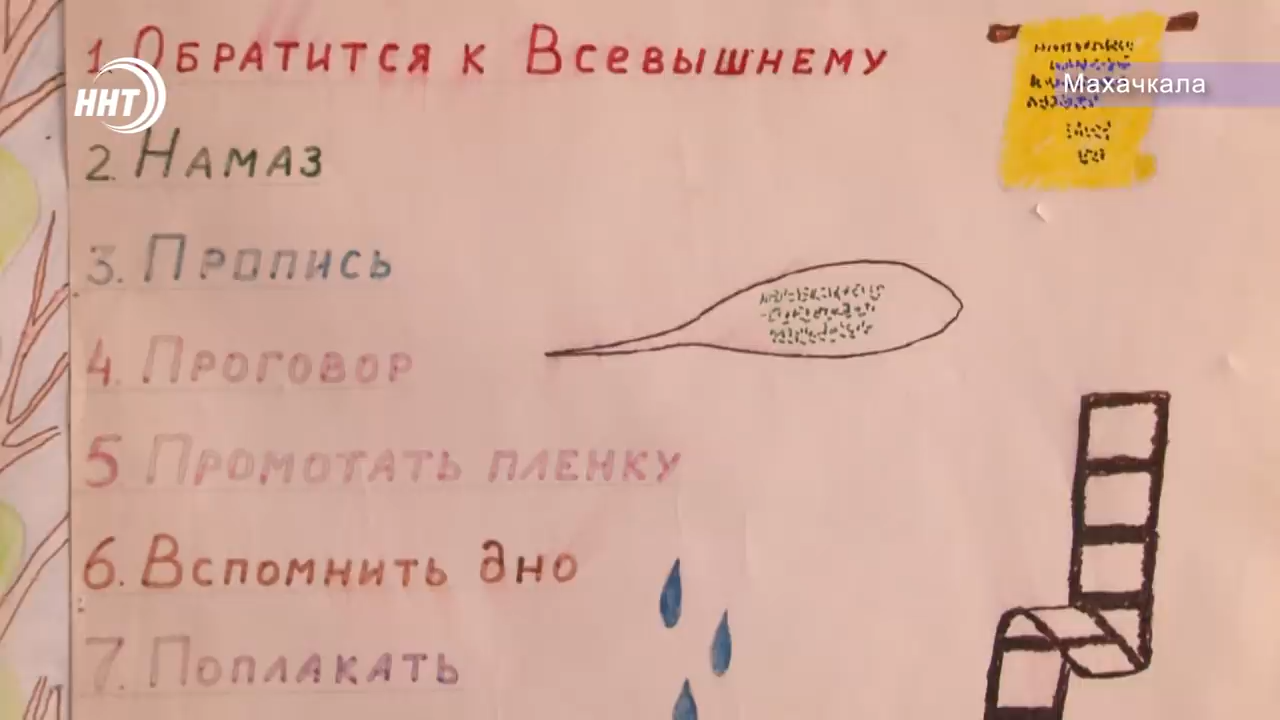 1. Обратится к Всевышнему
ННТ
Махачкала
2. Намаз
3. Пропись
4. Проговор
5 Промотать пленку
6. Вспомнить дно
7. Поплакать